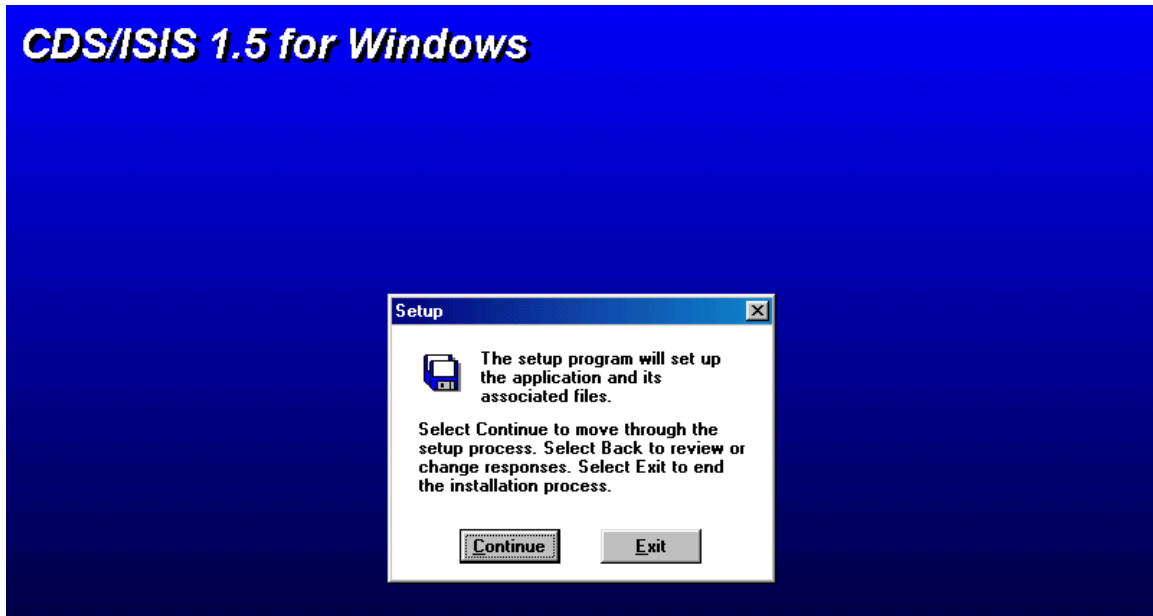 CDS/ISIS 1.5 for Windows
Setup
The setup program will set up
the application and its
associated files.
Select Continue to move through the
setup process. Select Back to review or
change responses. Select Exit to end
the installation process.
Continue
Exit